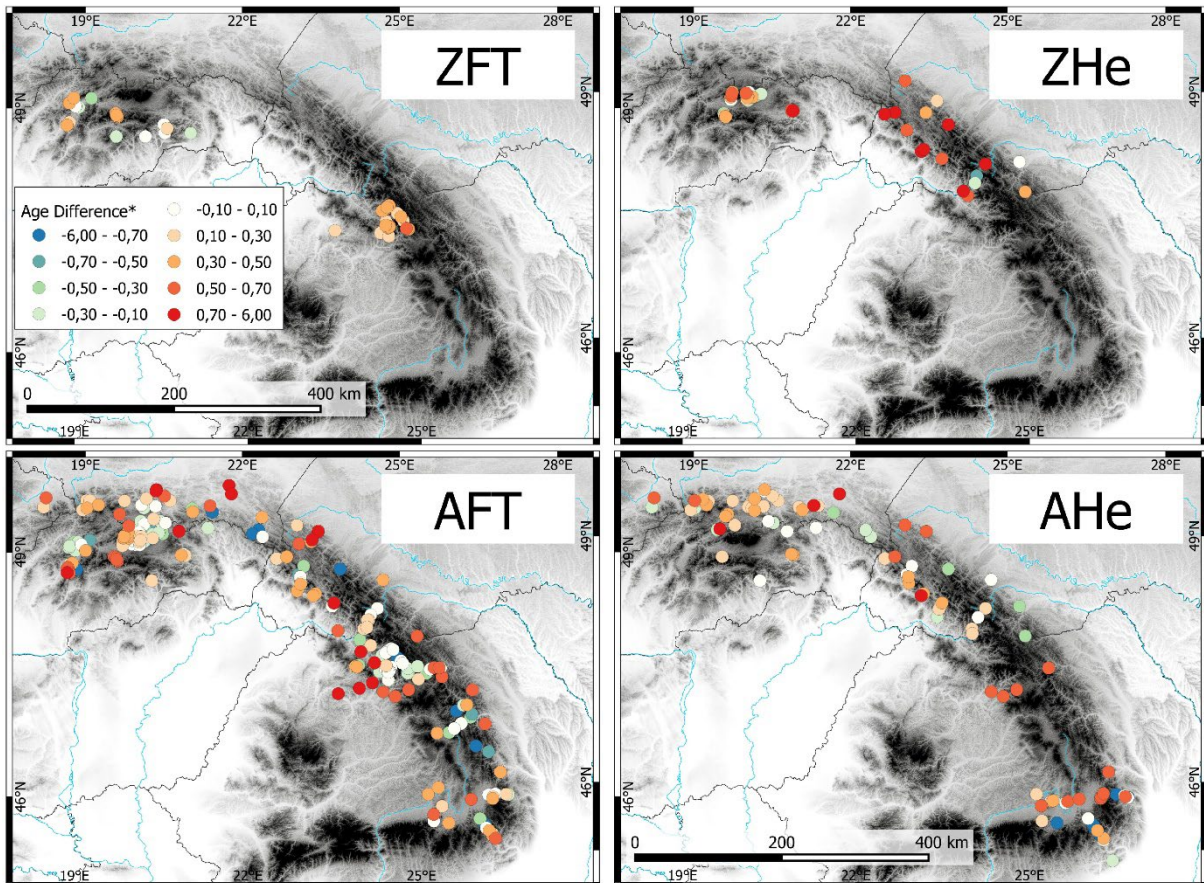 19°E 22°E 25°E 28°E
ZFT
49°N 49°N
Age Difference*
-6,00 - -0,70
-0,70 - -0,50
-0,50 - -0,30
-0,30 - -0,10
-0,10 - 0,10
0,10 - 0,30
0,30 - 0,50
0,50 - 0,70
0,70 - 6,00
46°N 46°N
0 200 400 km
19°E 22°E 25°E
19°E 22°E 25°E 28°E
ZHe
49°N 49°N
46°N 46°N
19°E 22°E 25°E
19°E 22°E 25°E 28°E
AFT
49°N 49°N
46°N 46°N
19°E 22°E 25°E
19°E 22°E 25°E 28°E
AHe
49°N 49°N
46°N 46°N
0 200 400 km
19°E 22°E 25°E